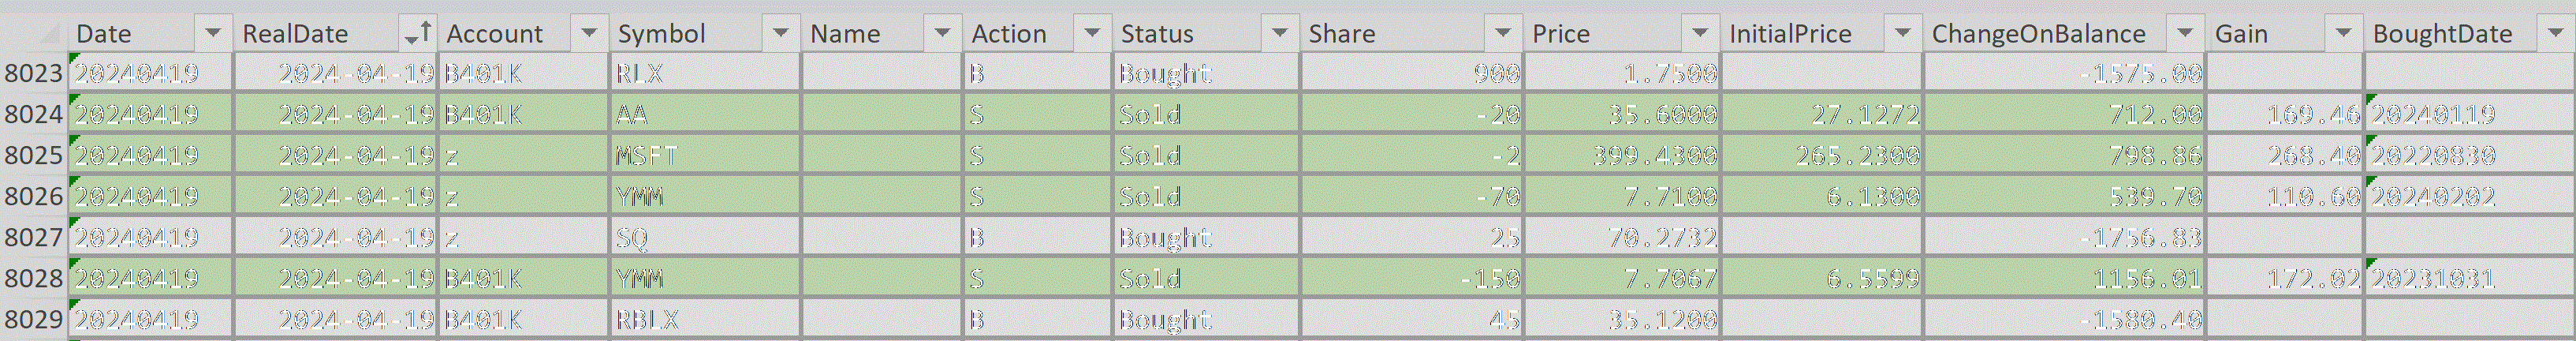 Date RealDate Account Symbol Name Action Status Share Price InitialPrice ChangeOnBalance Gain BoughtDate
8023 20240419 2024-04-19 B401K RLX B Bought 900 1.7500 -1575.00
8024 20240419 2024-04-19 B401K AA S Sold -20 35.6000 27.1272 712.00 169.46 20240119
8025 20240419 2024-04-19 z MSFT S Sold -2 399.4300 265.2300 798.86 268.40 20220830
8026 20240419 2024-04-19 z YMM S Sold -70 7.7100 6.1300 539.70 110.60 20240202
8027 20240419 2024-04-19 z SQ B Bought 25 70.2732 -1756.83
8028 20240419 2024-04-19 B401K YMM S Sold -150 7.7067 6.5599 1156.01 172.02 20231031
8029 20240419 2024-04-19 B401K RBLX B Bought 45 35.1200 -1580.40